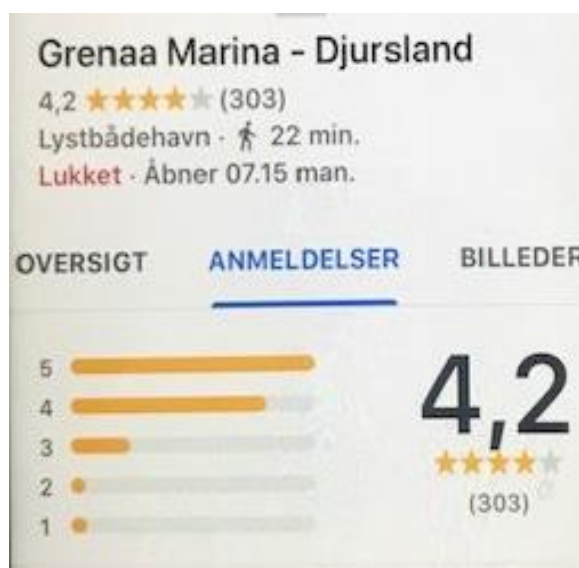 Grenaa Marina - Djursland
4,2 (303)
Lystbådehavn · 22 min.
Lukket · Åbner 07.15 man.
OVERSIGT ANMELDELSER BILLEDER
5
4
3
2
1
4,2
(303)